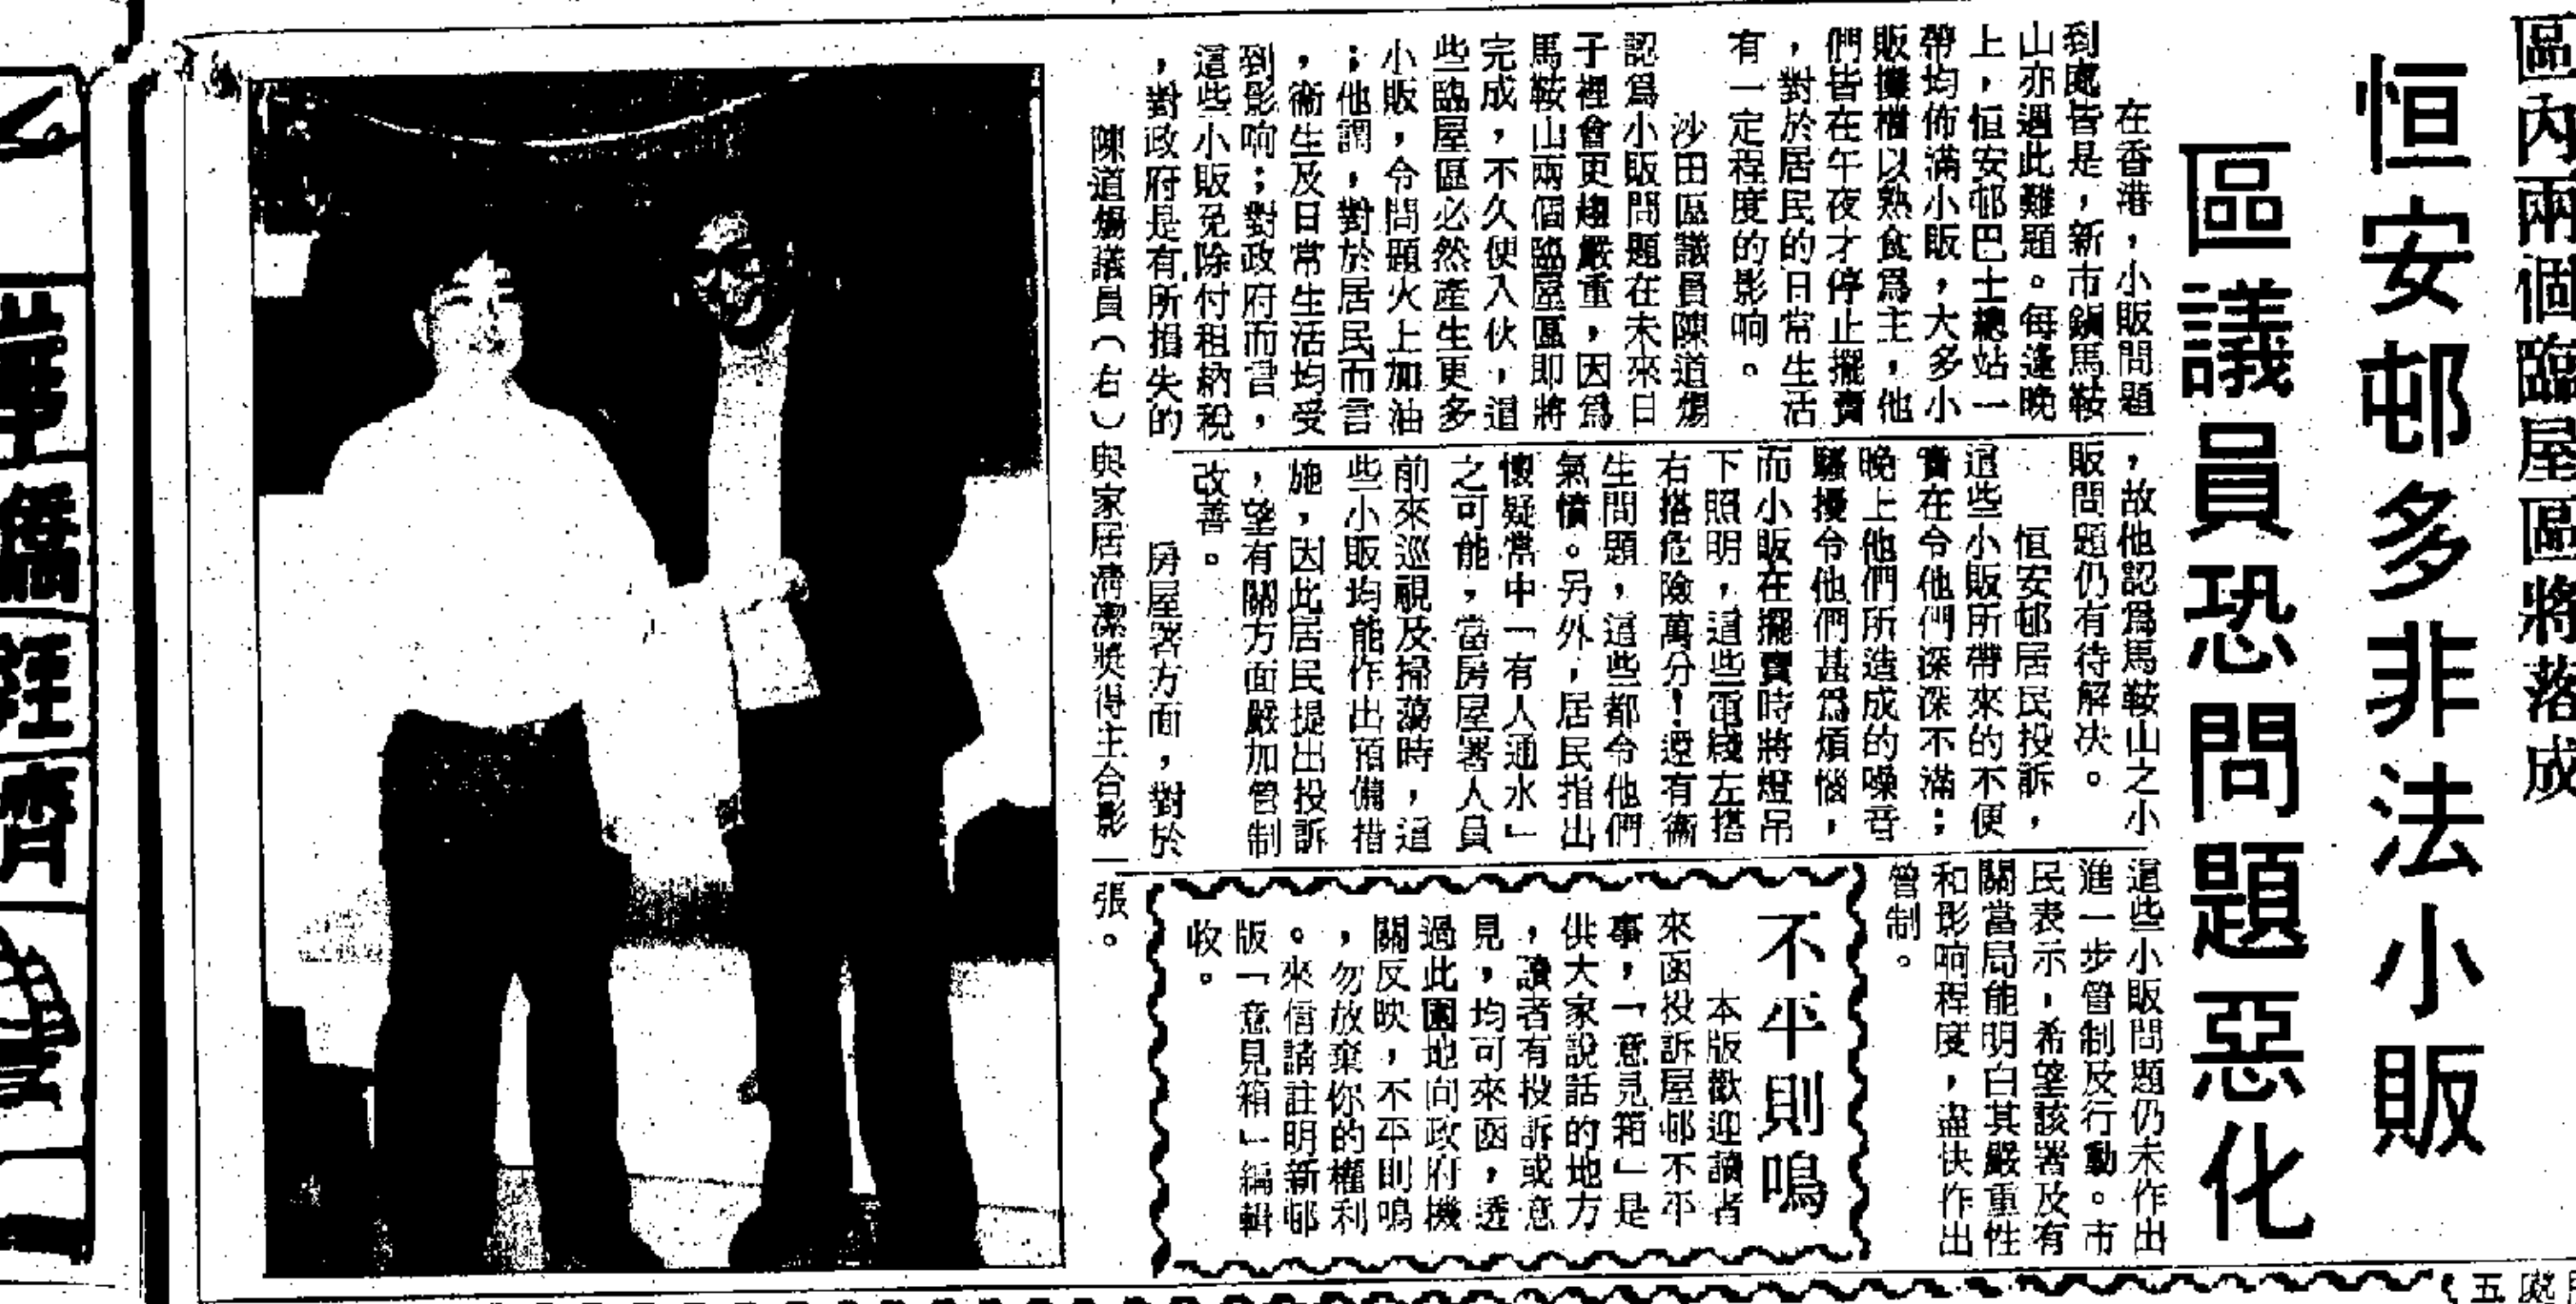 區內兩個臨屋區將落成
恒安邨多非法小販
區議員恐問題惡化
在香港，小販問題
到處皆是，新市鎮馬鞍
山亦遇此難題。每逢晚
上，恒安邨巴士總站一
帶均佈滿小販，大多小
販攤檔以熟食爲主，他
們皆在午夜才停止擺賣
，對於居民的日常生活
有一定程度的影响。
沙田區議員陳道煬
認爲小販問題在未來日
子裡會更趨嚴重，因爲
馬鞍山兩個臨屋區即將
完成，不久便入伙，這
些臨屋區必然產生更多
小販，令問題火上加油
；他謂，對於居民而言
，衞生及日常生活均受
到影响；對政府而言，
這些小販免除付租納稅
，對政府是有所損失的
，故他認爲馬鞍山之小
販問題仍有待解决。
恒安邨居民投訴，
這些小販所帶來的不便
實在令他們深深不滿；
晚上他們所造成的噪音
騷擾令他們甚爲煩惱，
而小販在擺賣時將燈吊
下照明，這些電綫左搭
右搭危險萬分！還有衞
生問題，這些都令他們
氣憤。另外，居民指出
懷疑當中「有人通水」
之可能，當房屋署人員
前來巡視及掃蕩時，這
些小販均能作出預備措
施，因此居民提出投訴
，望有關方面嚴加管制
改善。
房屋署方面，對於
這些小販問題仍未作出
進一步管制及行動。市
民表示，希望該署及有
關當局能明白其嚴重性
和影响程度，盡快作出
管制。
陳道煬議員（右）與家居清潔獎得主合影一張。
不平則鳴
本版歡迎讀者
來函投訴屋邨不平
事，「意見箱」是
供大家說話的地方
，讀者有投訴或意
見，均可來函，透
過此園地向政府機
關反映，不平則鳴
，勿放棄你的權利
。來信請註明新邨
版「意見箱」編輯
收。
經
濟